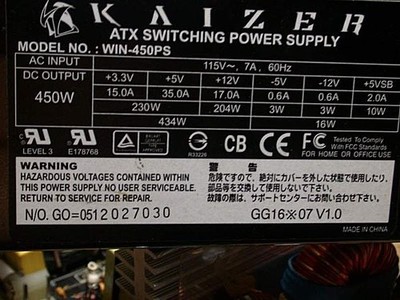 KAIZER
ATX SWITCHING POWER SUPPLY
MODEL NO. : WIN-450PS
AC INPUT 115V~, 7A, 60Hz
DC OUTPUT +3.3V +5V +12V -5V -12V +5VSB
450W 15.0A 35.0A 17.0A 0.6A 0.6A 2.0A
230W 204W 3W 3W 10W
434W 16W
LEVEL 3 E178768 R33226 CB CE FC Tested To Comply With FCC Standards
FOR HOME OR OFFICE USE
WARNING
HAZARDOUS VOLTAGES CONTAINED WITHIN
THIS POWER SUPPLY NO USER SERVICEABLE.
RETURN TO SERVICE FOR REPAIR.
警 告
危険ですので、絶対にカバーを外した状態で使用したり、
部品等を交換して使用しないで下さい。
故障の際は、サポートセンターにお問い合わせ下さい
N/O. GO=0512027030
GG16※07 V1.0
MADE IN CHINA